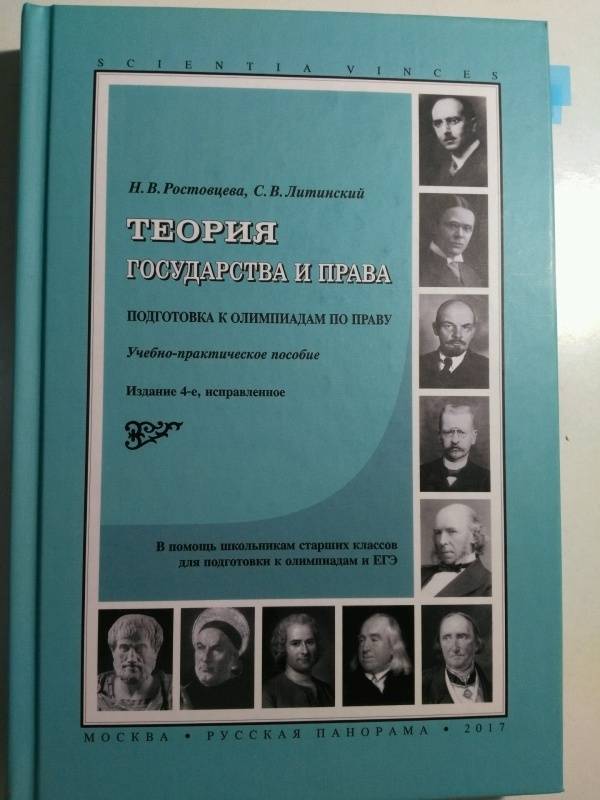 SCIENTIA VINCES
Н. В. Ростовцева, С. В. Литинский
ТЕОРИЯ
ГОСУДАРСТВА И ПРАВА
ПОДГОТОВКА К ОЛИМПИАДАМ ПО ПРАВУ
Учебно-практическое пособие
Издание 4-е, исправленное
В помощь школьникам старших классов
для подготовки к олимпиадам и ЕГЭ
МОСКВА • РУССКАЯ ПАНОРАМА • 2017